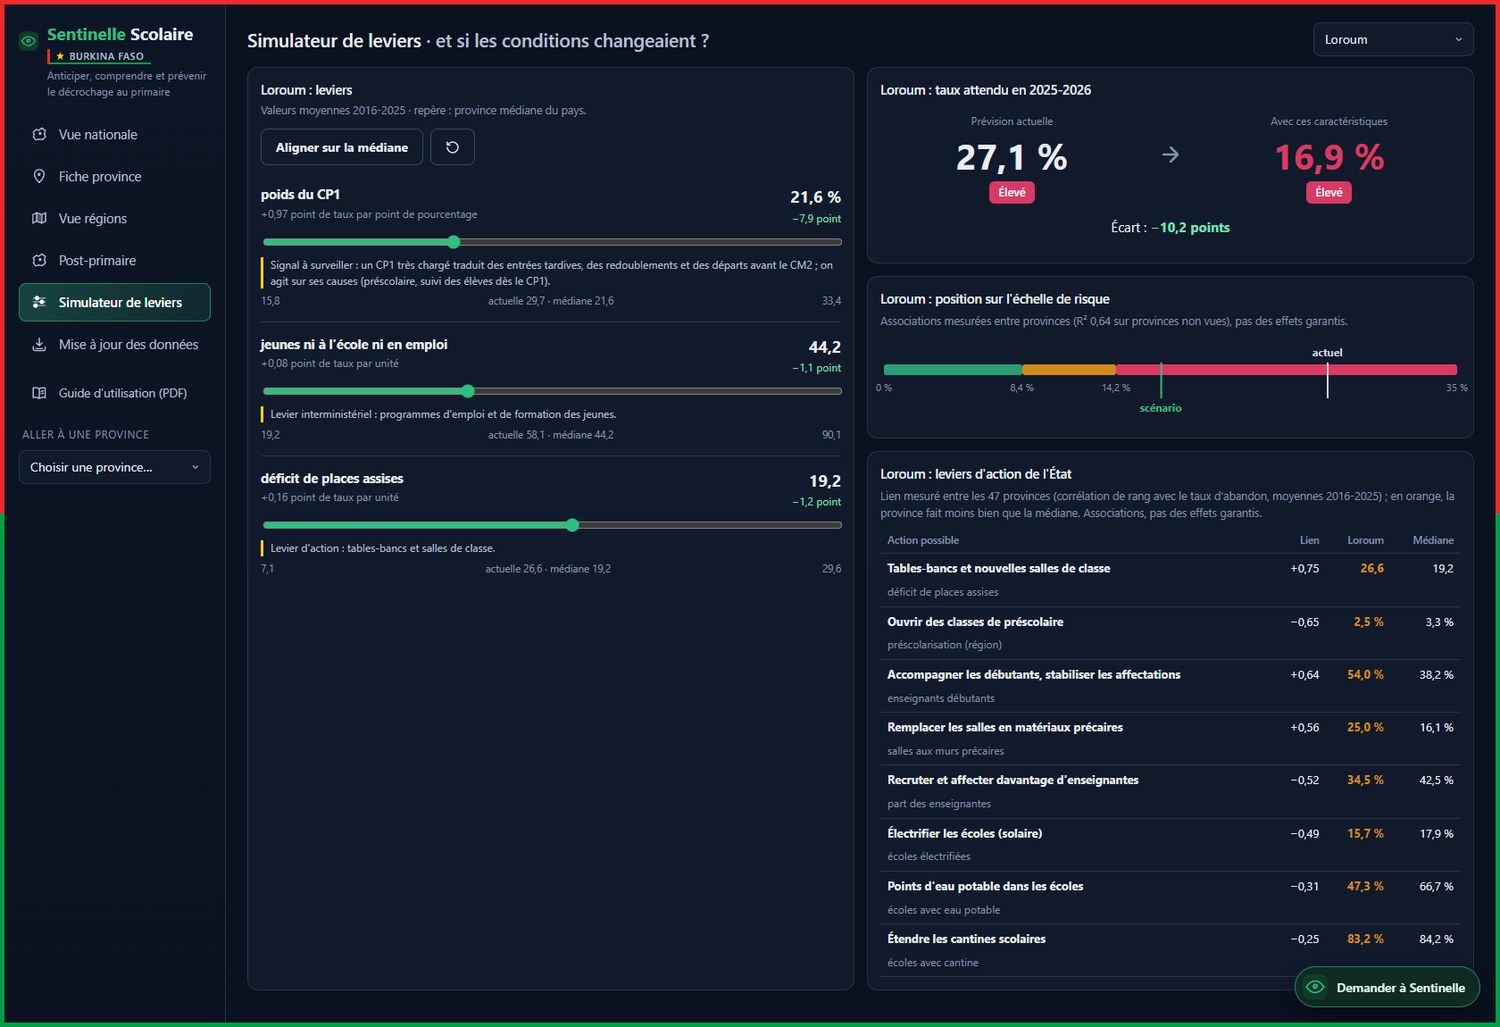 Sentinelle Scolaire
★ BURKINA FASO
Anticiper, comprendre et prévenir
le décrochage au primaire
Vue nationale
Fiche province
Vue régions
Post-primaire
Simulateur de leviers
Mise à jour des données
Guide d'utilisation (PDF)
ALLER À UNE PROVINCE
Choisir une province...
Simulateur de leviers · et si les conditions changeaient ?
Loroum
Loroum : leviers
Valeurs moyennes 2016-2025 · repère : province médiane du pays.
Aligner sur la médiane
poids du CP1
21,6 %
+0,97 point de taux par point de pourcentage
−7,9 point
Signal à surveiller : un CP1 très chargé traduit des entrées tardives, des redoublements et des départs avant le CM2 ; on
agit sur ses causes (préscolaire, suivi des élèves dès le CP1).
15,8
actuelle 29,7 · médiane 21,6
33,4
jeunes ni à l'école ni en emploi
44,2
+0,08 point de taux par unité
−1,1 point
Levier interministériel : programmes d'emploi et de formation des jeunes.
19,2
actuelle 58,1 · médiane 44,2
90,1
déficit de places assises
19,2
+0,16 point de taux par unité
−1,2 point
Levier d'action : tables-bancs et salles de classe.
7,1
actuelle 26,6 · médiane 19,2
29,6
Loroum : taux attendu en 2025-2026
Prévision actuelle
27,1 %
Élevé
→
Avec ces caractéristiques
16,9 %
Élevé
Écart : −10,2 points
Loroum : position sur l'échelle de risque
Associations mesurées entre provinces (R² 0,64 sur provinces non vues), pas des effets garantis.
actuel
0 %
8,4 %
14,2 %
35 %
scénario
Loroum : leviers d'action de l'État
Lien mesuré entre les 47 provinces (corrélation de rang avec le taux d'abandon, moyennes 2016-2025) ; en orange, la
province fait moins bien que la médiane. Associations, pas des effets garantis.
Action possible Lien Loroum Médiane
Tables-bancs et nouvelles salles de classe +0,75 26,6 19,2
déficit de places assises
Ouvrir des classes de préscolaire −0,65 2,5 % 3,3 %
préscolarisation (région)
Accompagner les débutants, stabiliser les affectations +0,64 54,0 % 38,2 %
enseignants débutants
Remplacer les salles en matériaux précaires +0,56 25,0 % 16,1 %
salles aux murs précaires
Recruter et affecter davantage d'enseignantes −0,52 34,5 % 42,5 %
part des enseignantes
Électrifier les écoles (solaire) −0,49 15,7 % 17,9 %
écoles électrifiées
Points d'eau potable dans les écoles −0,31 47,3 % 66,7 %
écoles avec eau potable
Étendre les cantines scolaires −0,25 83,2 % 84,2 %
écoles avec cantine
Demander à Sentinelle